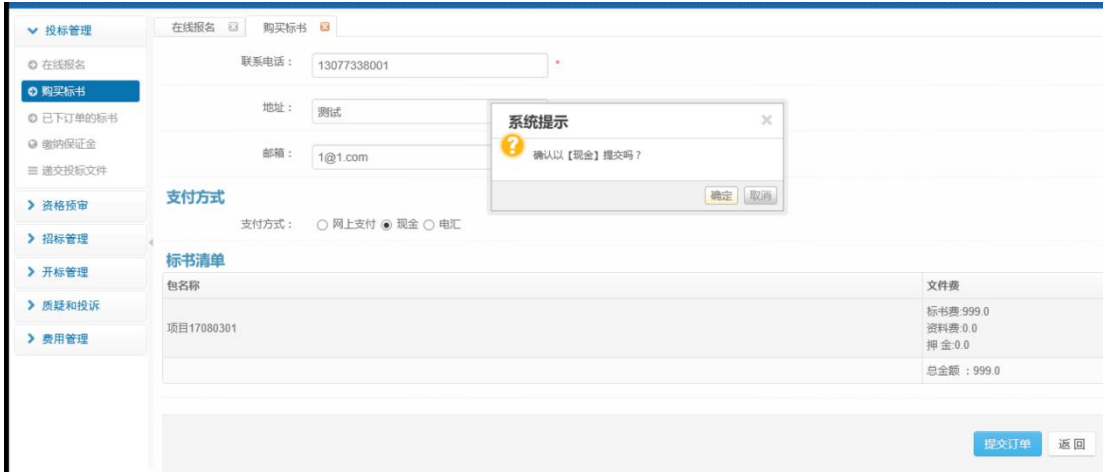 投标管理
在线报名
购买标书
已下订单的标书
缴纳保证金
递交投标文件
资格预审
招标管理
开标管理
质疑和投诉
费用管理
在线报名 购买标书
联系电话： 13077338001 *
地址： 测试
邮箱： 1@1.com
系统提示
确认以【现金】提交吗？
确定 取消
支付方式
支付方式： 网上支付 现金 电汇
标书清单
包名称 文件费
项目17080301
标书费:999.0
资料费:0.0
押 金:0.0
总金额 ：999.0
提交订单 返回